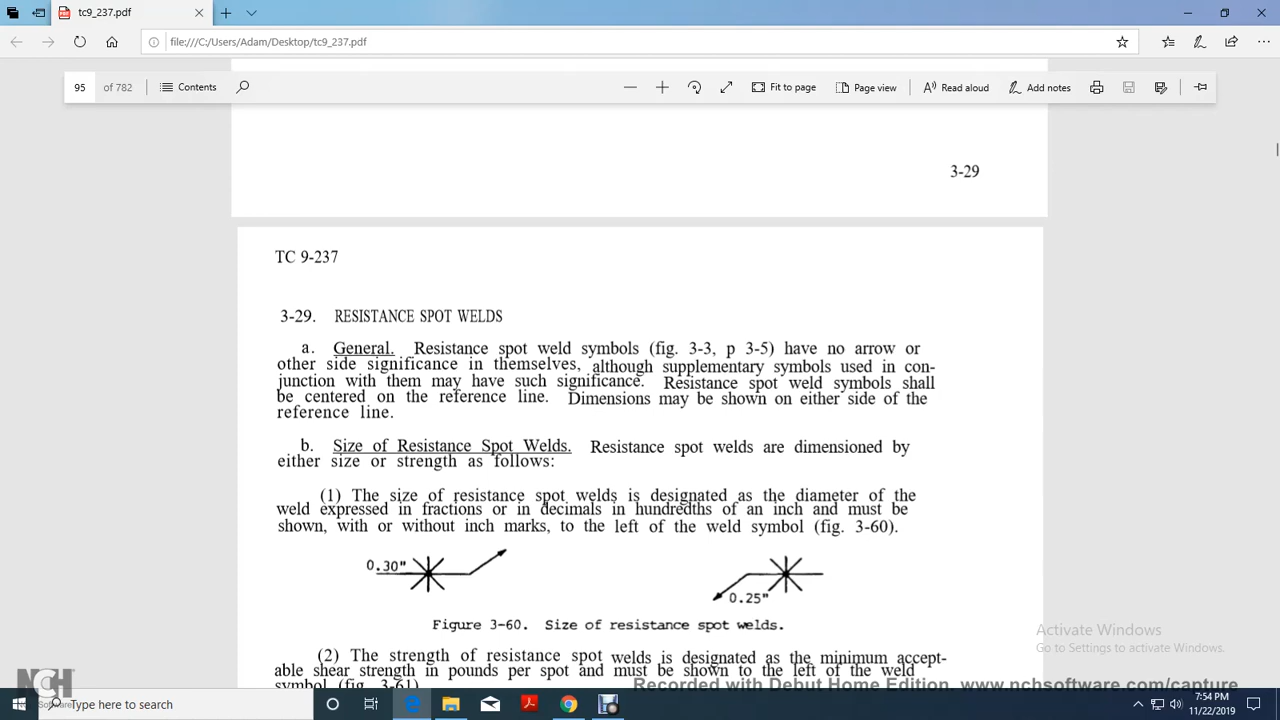 tc9_237.pdf
file:///C:/Users/Adam/Desktop/tc9_237.pdf
95 of 782 Contents Fit to page Page view Read aloud Add notes
3-29
TC 9-237
3-29. RESISTANCE SPOT WELDS
a. General. Resistance spot weld symbols (fig. 3-3, p 3-5) have no arrow or
other side significance in themselves, although supplementary symbols used in con-
junction with them may have such significance. Resistance spot weld symbols shall
be centered on the reference line. Dimensions may be shown on either side of the
reference line.
b. Size of Resistance Spot Welds. Resistance spot welds are dimensioned by
either size or strength as follows:
(1) The size of resistance spot welds is designated as the diameter of the
weld expressed in fractions or in decimals in hundredths of an inch and must be
shown, with or without inch marks, to the left of the weld symbol (fig. 3-60).
0.30"
0.25"
Figure 3-60. Size of resistance spot welds.
(2) The strength of resistance spot welds is designated as the minimum accept-
able shear strength in pounds per spot and must be shown to the left of the weld
symbol (fig. 3-61)
Activate Windows
Go to Settings to activate Windows.
NCH
NCH Software
Recorded with Debut Home Edition. www.nchsoftware.com/capture
Type here to search
7:54 PM
11/22/2019